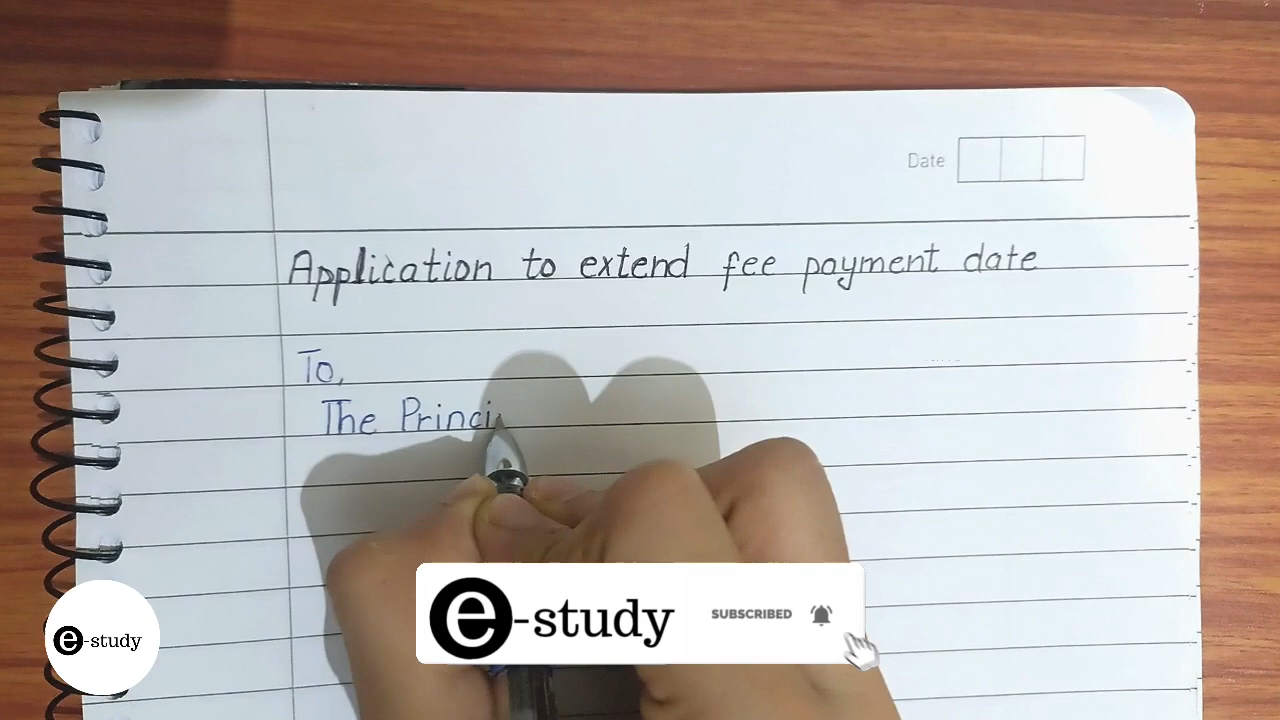 Date
Application to extend fee payment date
To,
The Princi
e-study SUBSCRIBED
e-study